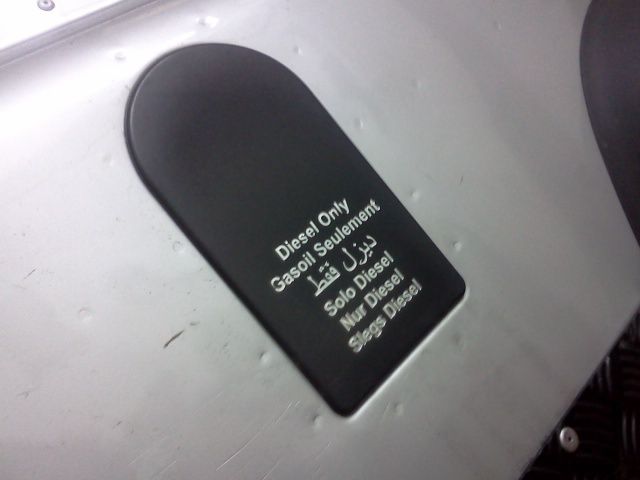 Diesel Only
Gasoil Seulement
ديزل فقط
Solo Diesel
Nur Diesel
Slegs Diesel